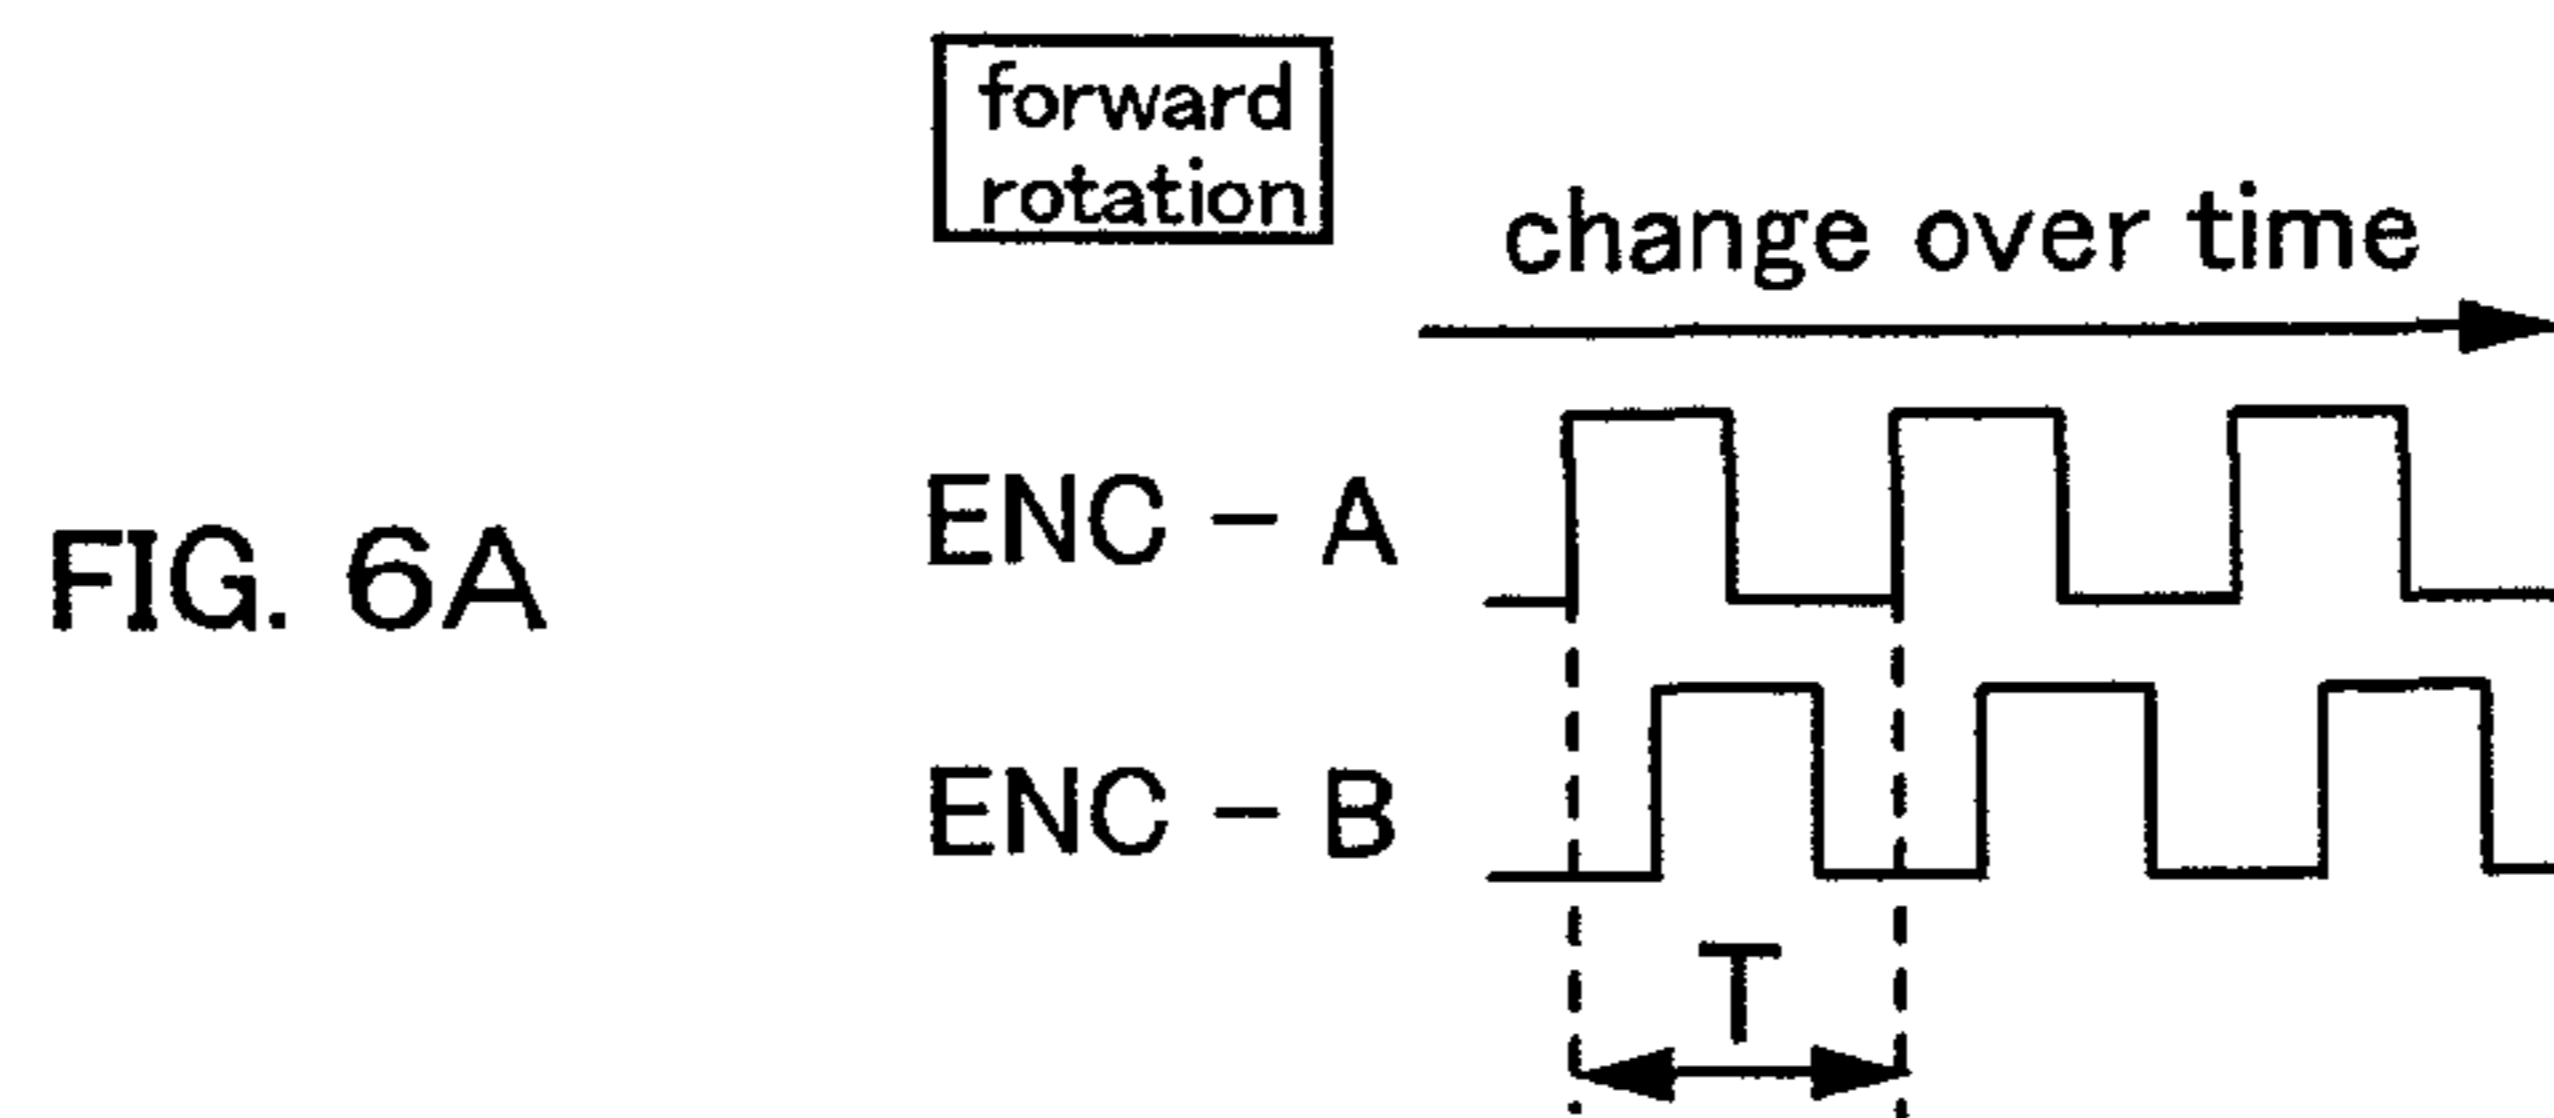 forward
rotation
change over time
FIG. 6A
ENC - A
ENC - B
T